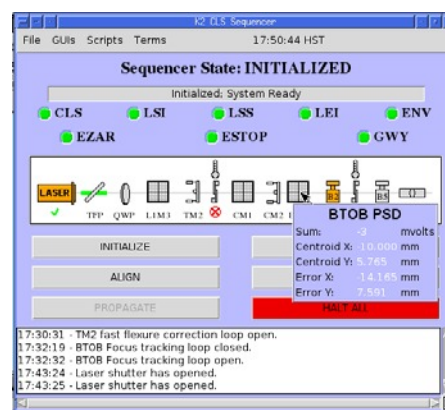 K2 CLS Sequencer
File GUIs Scripts Terms 17:50:44 HST
Sequencer State: INITIALIZED
Initialized; System Ready
CLS LSI LSS LEI ENV
EZAR ESTOP GWY
LASER B2 B5
TFP QWP L1M3 TM2 CM1 CM2
BTOB PSD
Sum: -3 mvolts
Centroid X: -10.000 mm
Centroid Y: 5.765 mm
Error X: -14.165 mm
Error Y: 7.591 mm
INITIALIZE
ALIGN
PROPAGATE HALT ALL
17:30:31 - TM2 fast flexure correction loop open.
17:32:19 - BTOB Focus tracking loop closed.
17:32:32 - BTOB Focus tracking loop open.
17:43:24 - Laser shutter has opened.
17:43:25 - Laser shutter has opened.